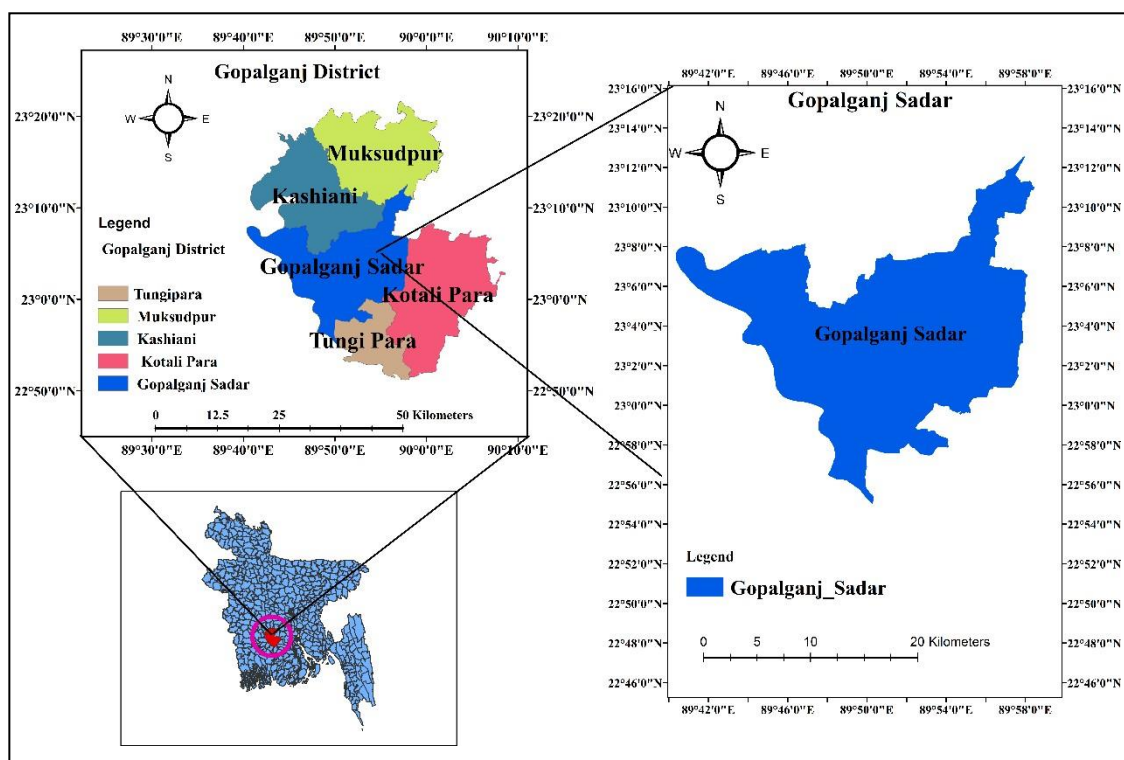 89°30'0"E 89°40'0"E 89°50'0"E 90°0'0"E 90°10'0"E
Gopalganj District
N
W E
S
23°20'0"N 23°20'0"N
Muksudpur
Kashiani
23°10'0"N 23°10'0"N
Legend
Gopalganj District
Gopalganj Sadar
Kotali Para
23°0'0"N 23°0'0"N
Tungi Para
Tungipara
Muksudpur
Kashiani
Kotali Para
Gopalganj Sadar
22°50'0"N 22°50'0"N
0 12.5 25 50 Kilometers
89°30'0"E 89°40'0"E 89°50'0"E 90°0'0"E 90°10'0"E
89°42'0"E 89°46'0"E 89°50'0"E 89°54'0"E 89°58'0"E
23°16'0"N 23°16'0"N
Gopalganj Sadar
N
W E
S
23°14'0"N 23°14'0"N
23°12'0"N 23°12'0"N
23°10'0"N 23°10'0"N
23°8'0"N 23°8'0"N
23°6'0"N 23°6'0"N
23°4'0"N 23°4'0"N
Gopalganj Sadar
23°2'0"N 23°2'0"N
23°0'0"N 23°0'0"N
22°58'0"N 22°58'0"N
22°56'0"N 22°56'0"N
22°54'0"N 22°54'0"N
22°52'0"N 22°52'0"N
Legend
Gopalganj_Sadar
22°50'0"N 22°50'0"N
22°48'0"N 22°48'0"N
0 5 10 20 Kilometers
22°46'0"N 22°46'0"N
89°42'0"E 89°46'0"E 89°50'0"E 89°54'0"E 89°58'0"E